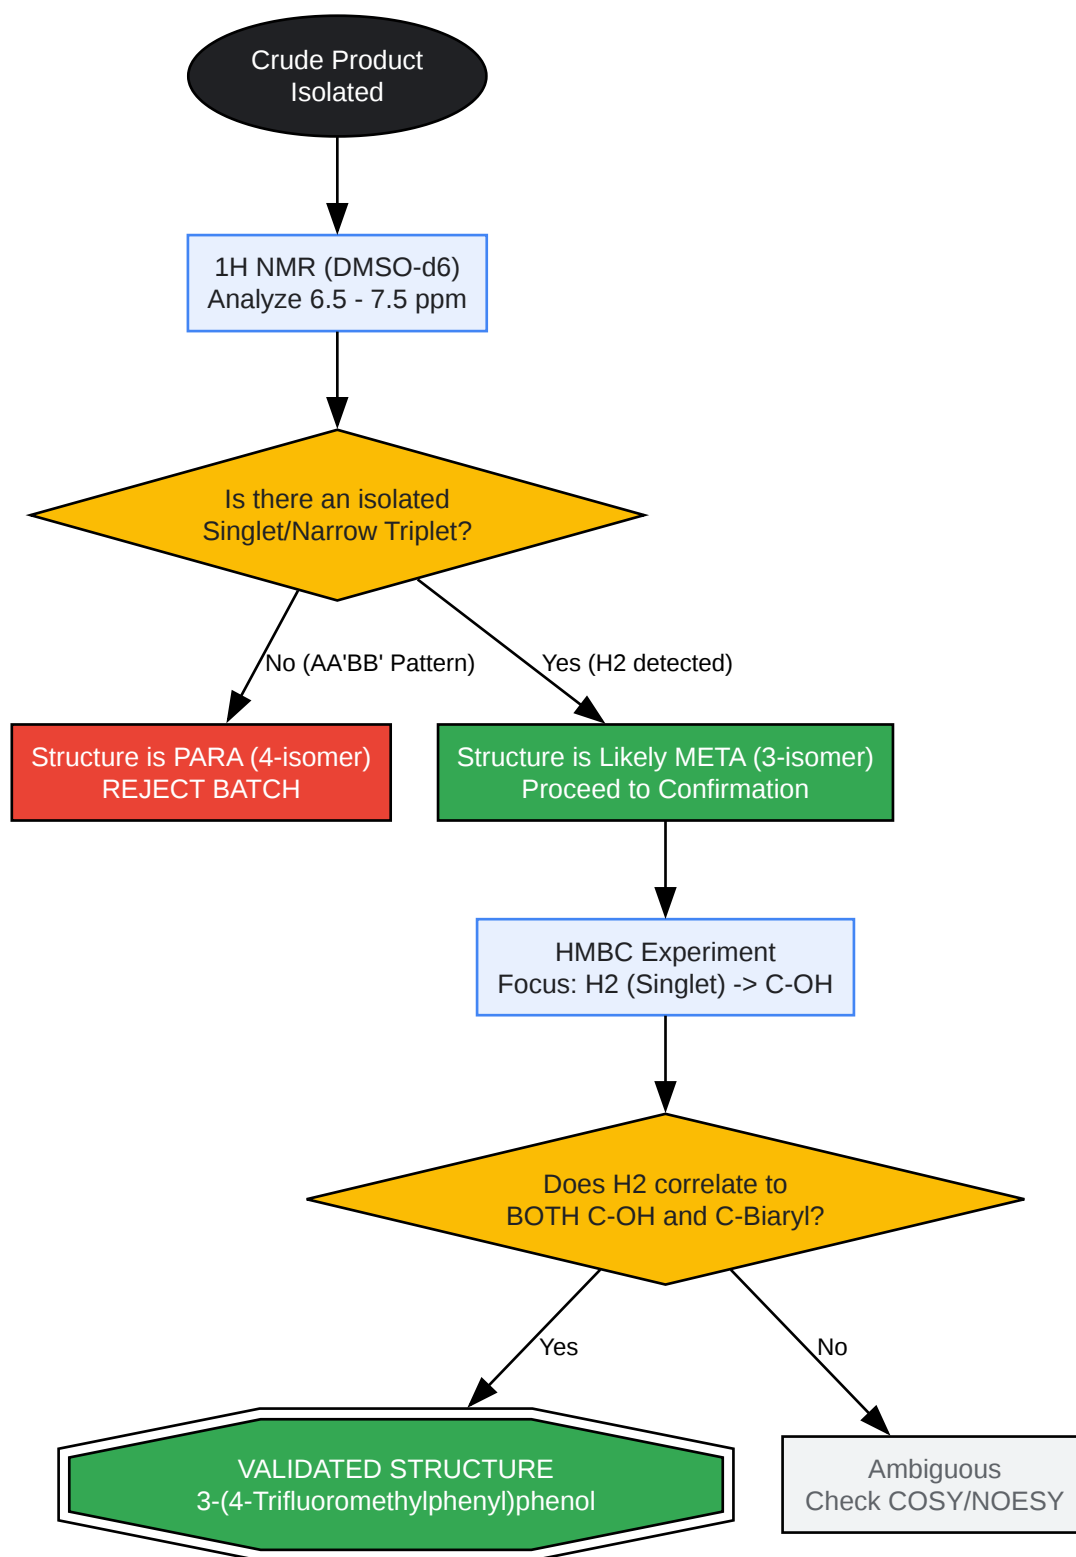 Crude Product
Isolated
1H NMR (DMSO-d6)
Analyze 6.5 - 7.5 ppm
Is there an isolated
Singlet/Narrow Triplet?
No (AA'BB' Pattern)
Yes (H2 detected)
Structure is PARA (4-isomer)
REJECT BATCH
Structure is Likely META (3-isomer)
Proceed to Confirmation
HMBC Experiment
Focus: H2 (Singlet) -> C-OH
Does H2 correlate to
BOTH C-OH and C-Biaryl?
Yes
No
VALIDATED STRUCTURE
3-(4-Trifluoromethylphenyl)phenol
Ambiguous
Check COSY/NOESY